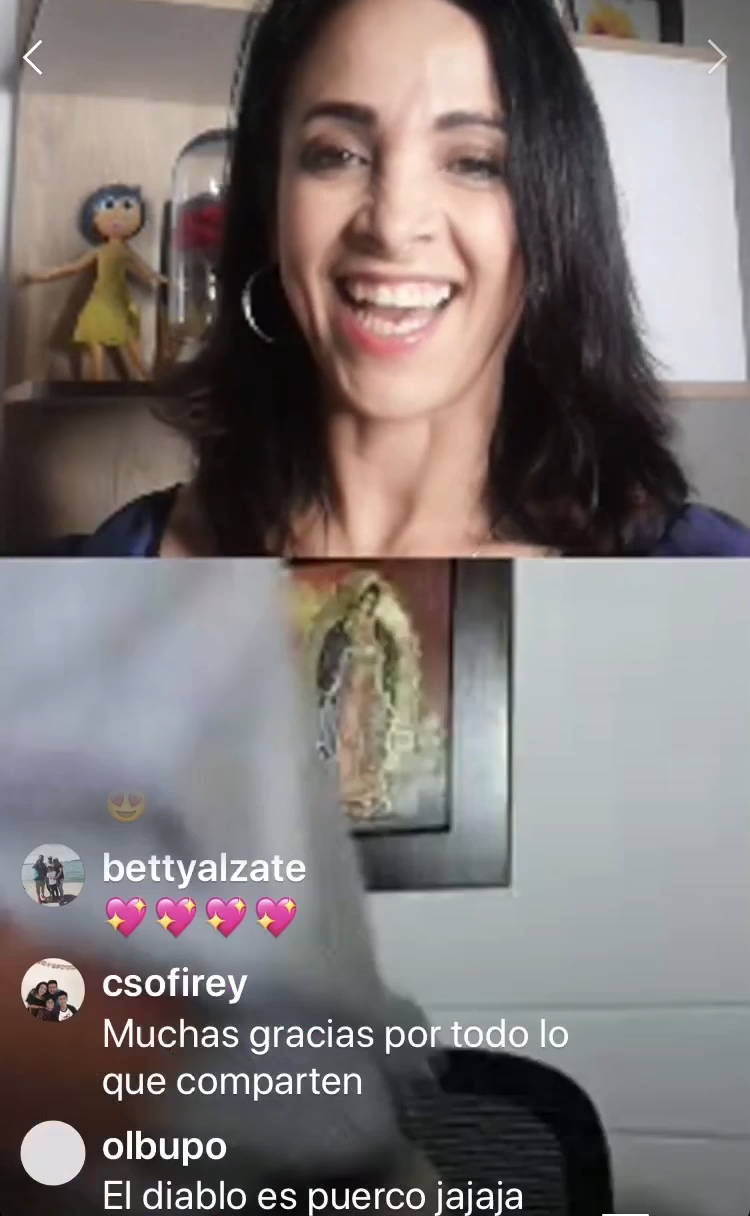 bettyalzate
csofirey
Muchas gracias por todo lo
que comparten
olbupo
El diablo es puerco jajaja